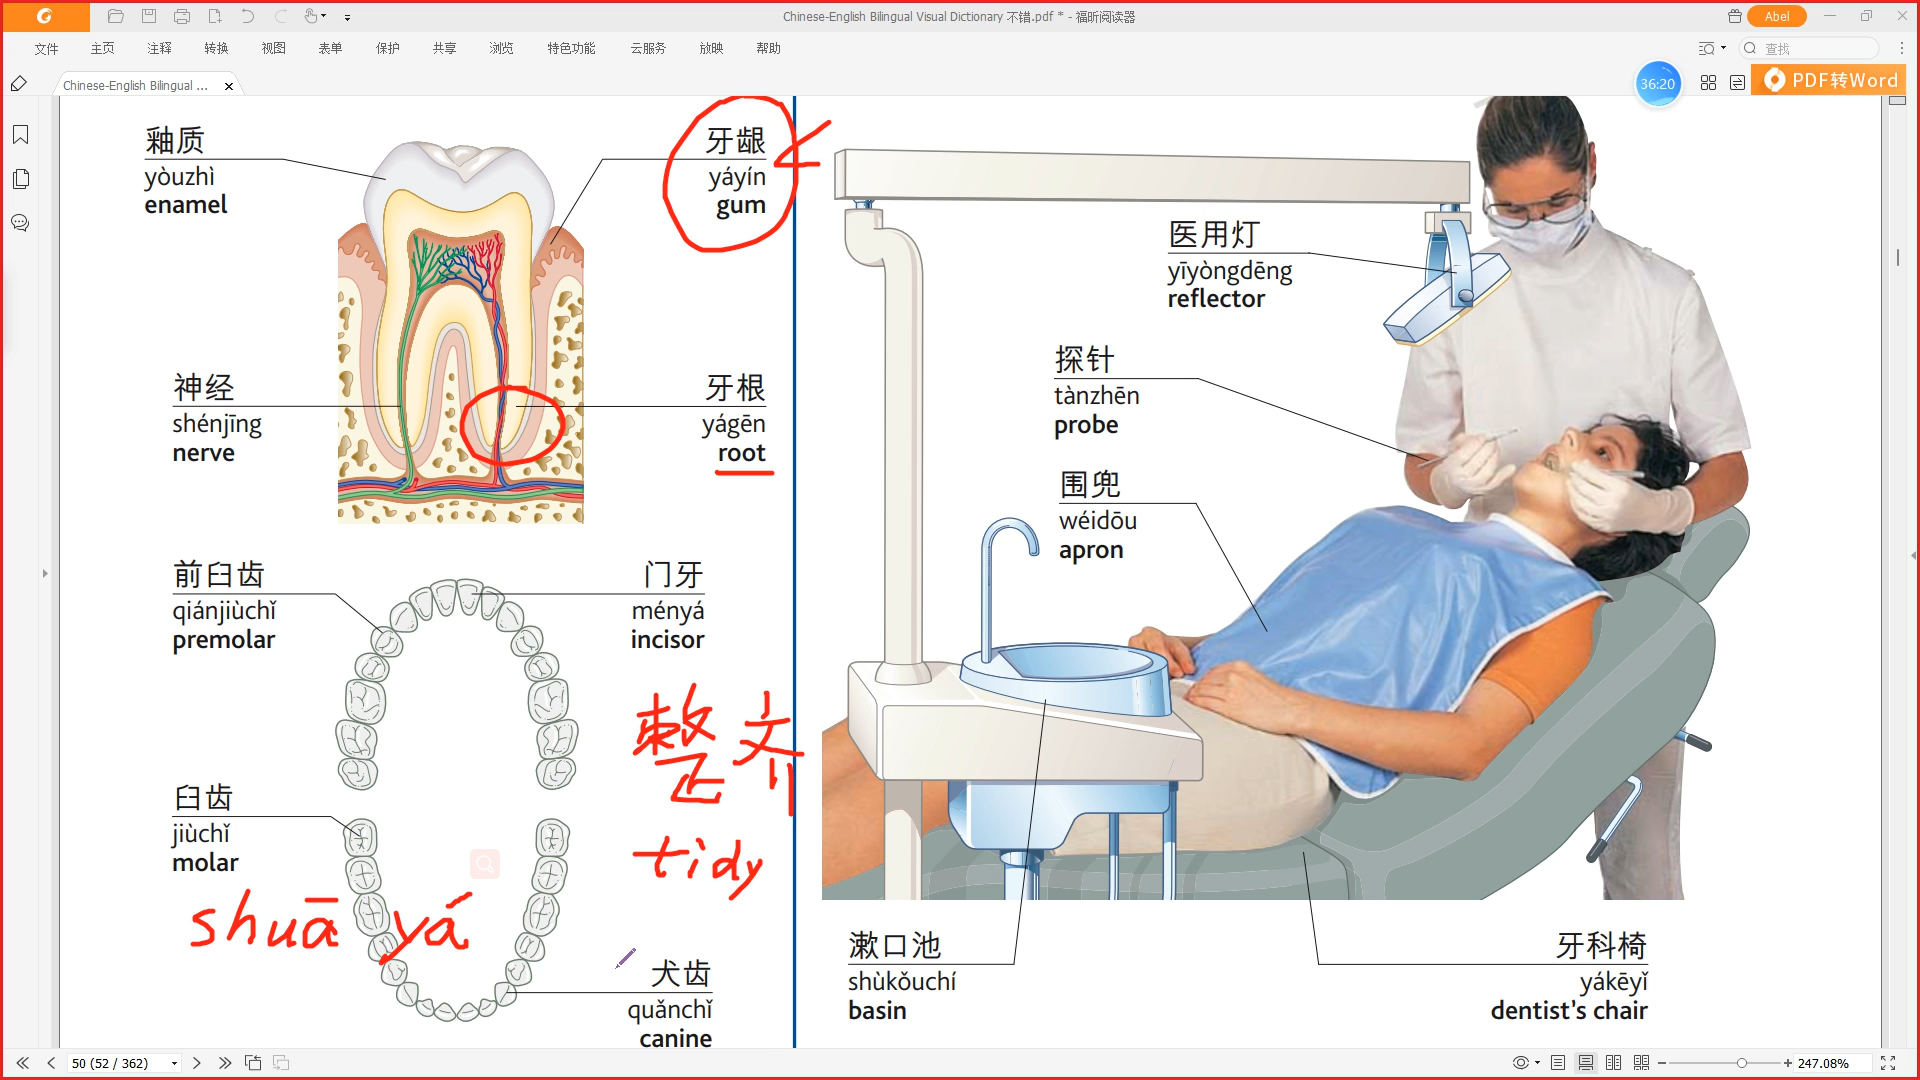 Chinese-English Bilingual Visual Dictionary 不错.pdf * - 福昕阅读器
Abel
文件 主页 注释 转换 视图 表单 保护 共享 浏览 特色功能 云服务 放映 帮助
查找
Chinese-English Bilingual ...
36:20
PDF转Word
釉质
yòuzhì
enamel
牙龈
yáyín
gum
神经
shénjīng
nerve
牙根
yágēn
root
前臼齿
qiánjiùchǐ
premolar
门牙
ményá
incisor
整齐
tidy
臼齿
jiùchǐ
molar
shuā yá
犬齿
quǎnchǐ
canine
医用灯
yīyòngdēng
reflector
探针
tànzhēn
probe
围兜
wéidōu
apron
漱口池
shùkǒuchí
basin
牙科椅
yákēyǐ
dentist's chair
50 (52 / 362)
247.08%